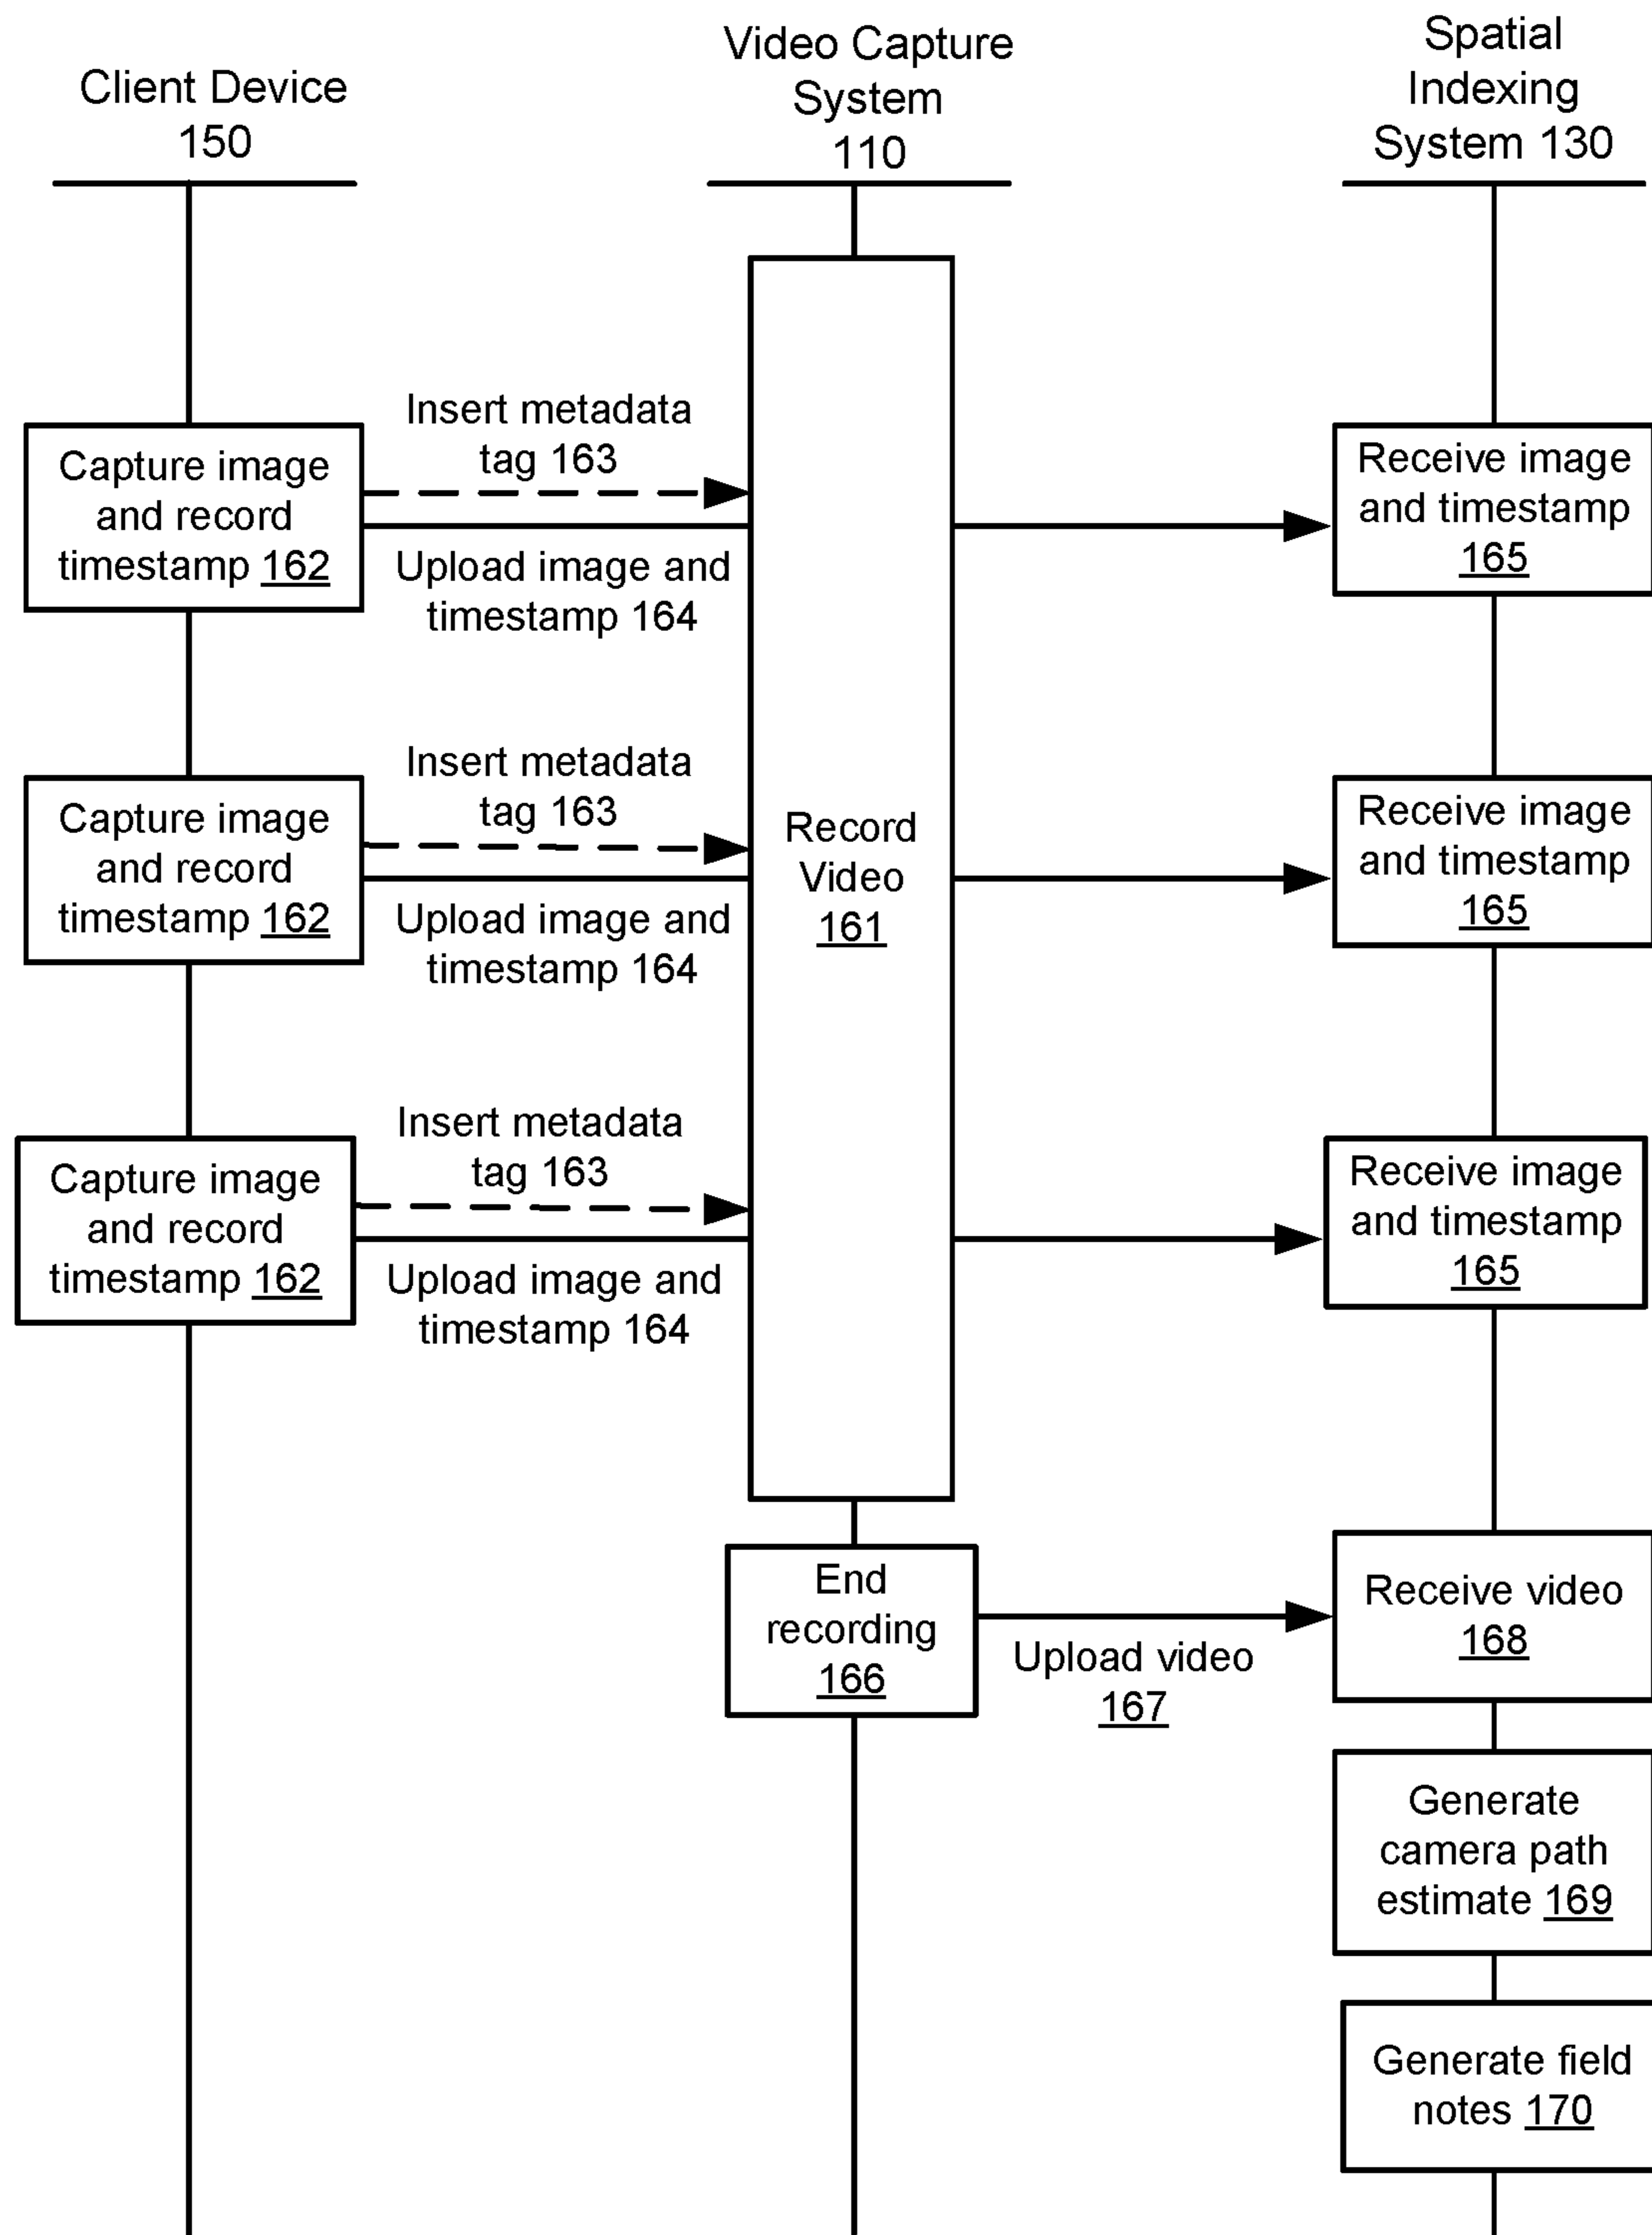 Client Device
150
Video Capture
System
110
Spatial
Indexing
System 130
Capture image
and record
timestamp 162
Insert metadata
tag 163
Upload image and
timestamp 164
Receive image
and timestamp
165
Capture image
and record
timestamp 162
Insert metadata
tag 163
Upload image and
timestamp 164
Record
Video
161
Receive image
and timestamp
165
Capture image
and record
timestamp 162
Insert metadata
tag 163
Upload image and
timestamp 164
Receive image
and timestamp
165
End
recording
166
Upload video
167
Receive video
168
Generate
camera path
estimate 169
Generate field
notes 170